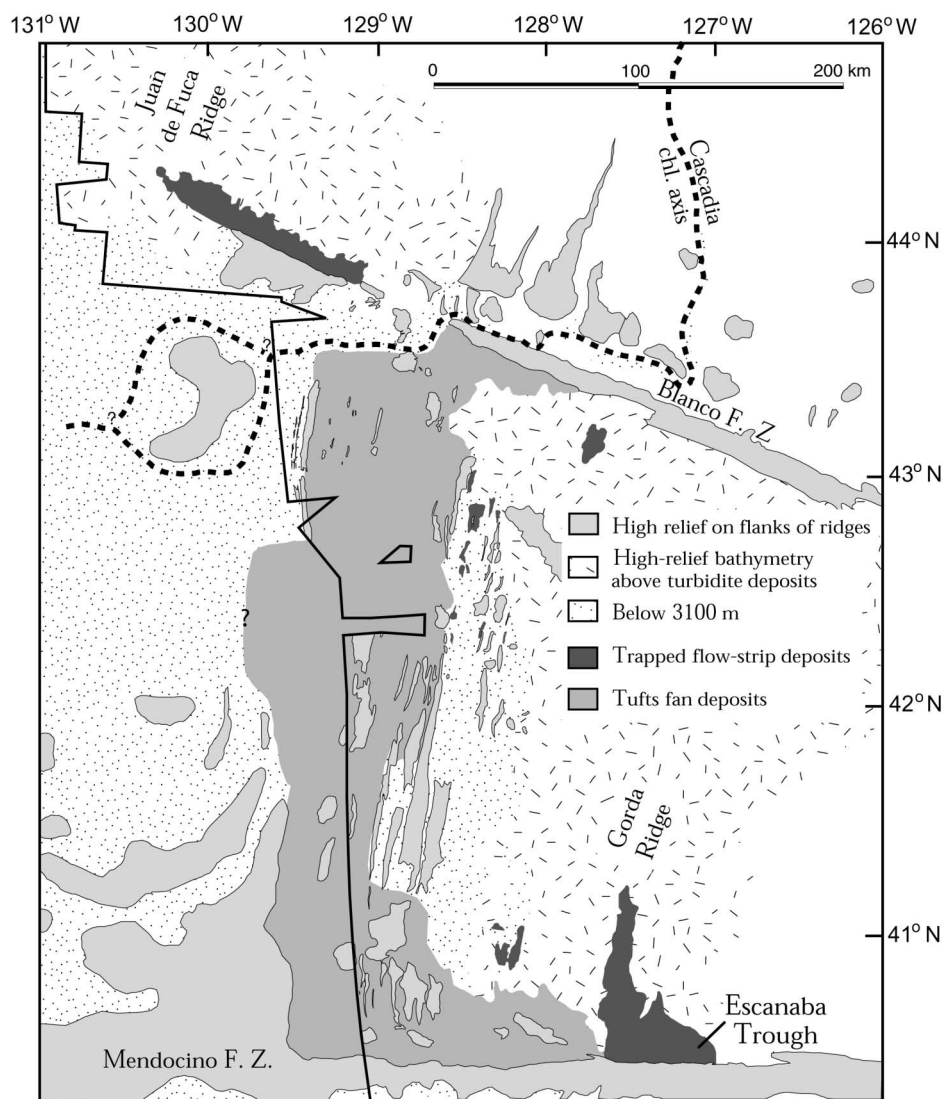 131° W 130° W 129° W 128° W 127° W 126° W
0 100 200 km
Juan
de Fuca
Ridge
Cascadia
chl. axis
44° N
?
?
Blanco F. Z
43° N
High relief on flanks of ridges
High-relief bathymetry
above turbidite deposits
Below 3100 m
Trapped flow-strip deposits
Tufts fan deposits
?
42° N
Gorda
Ridge
41° N
Escanaba
Trough
Mendocino F. Z.